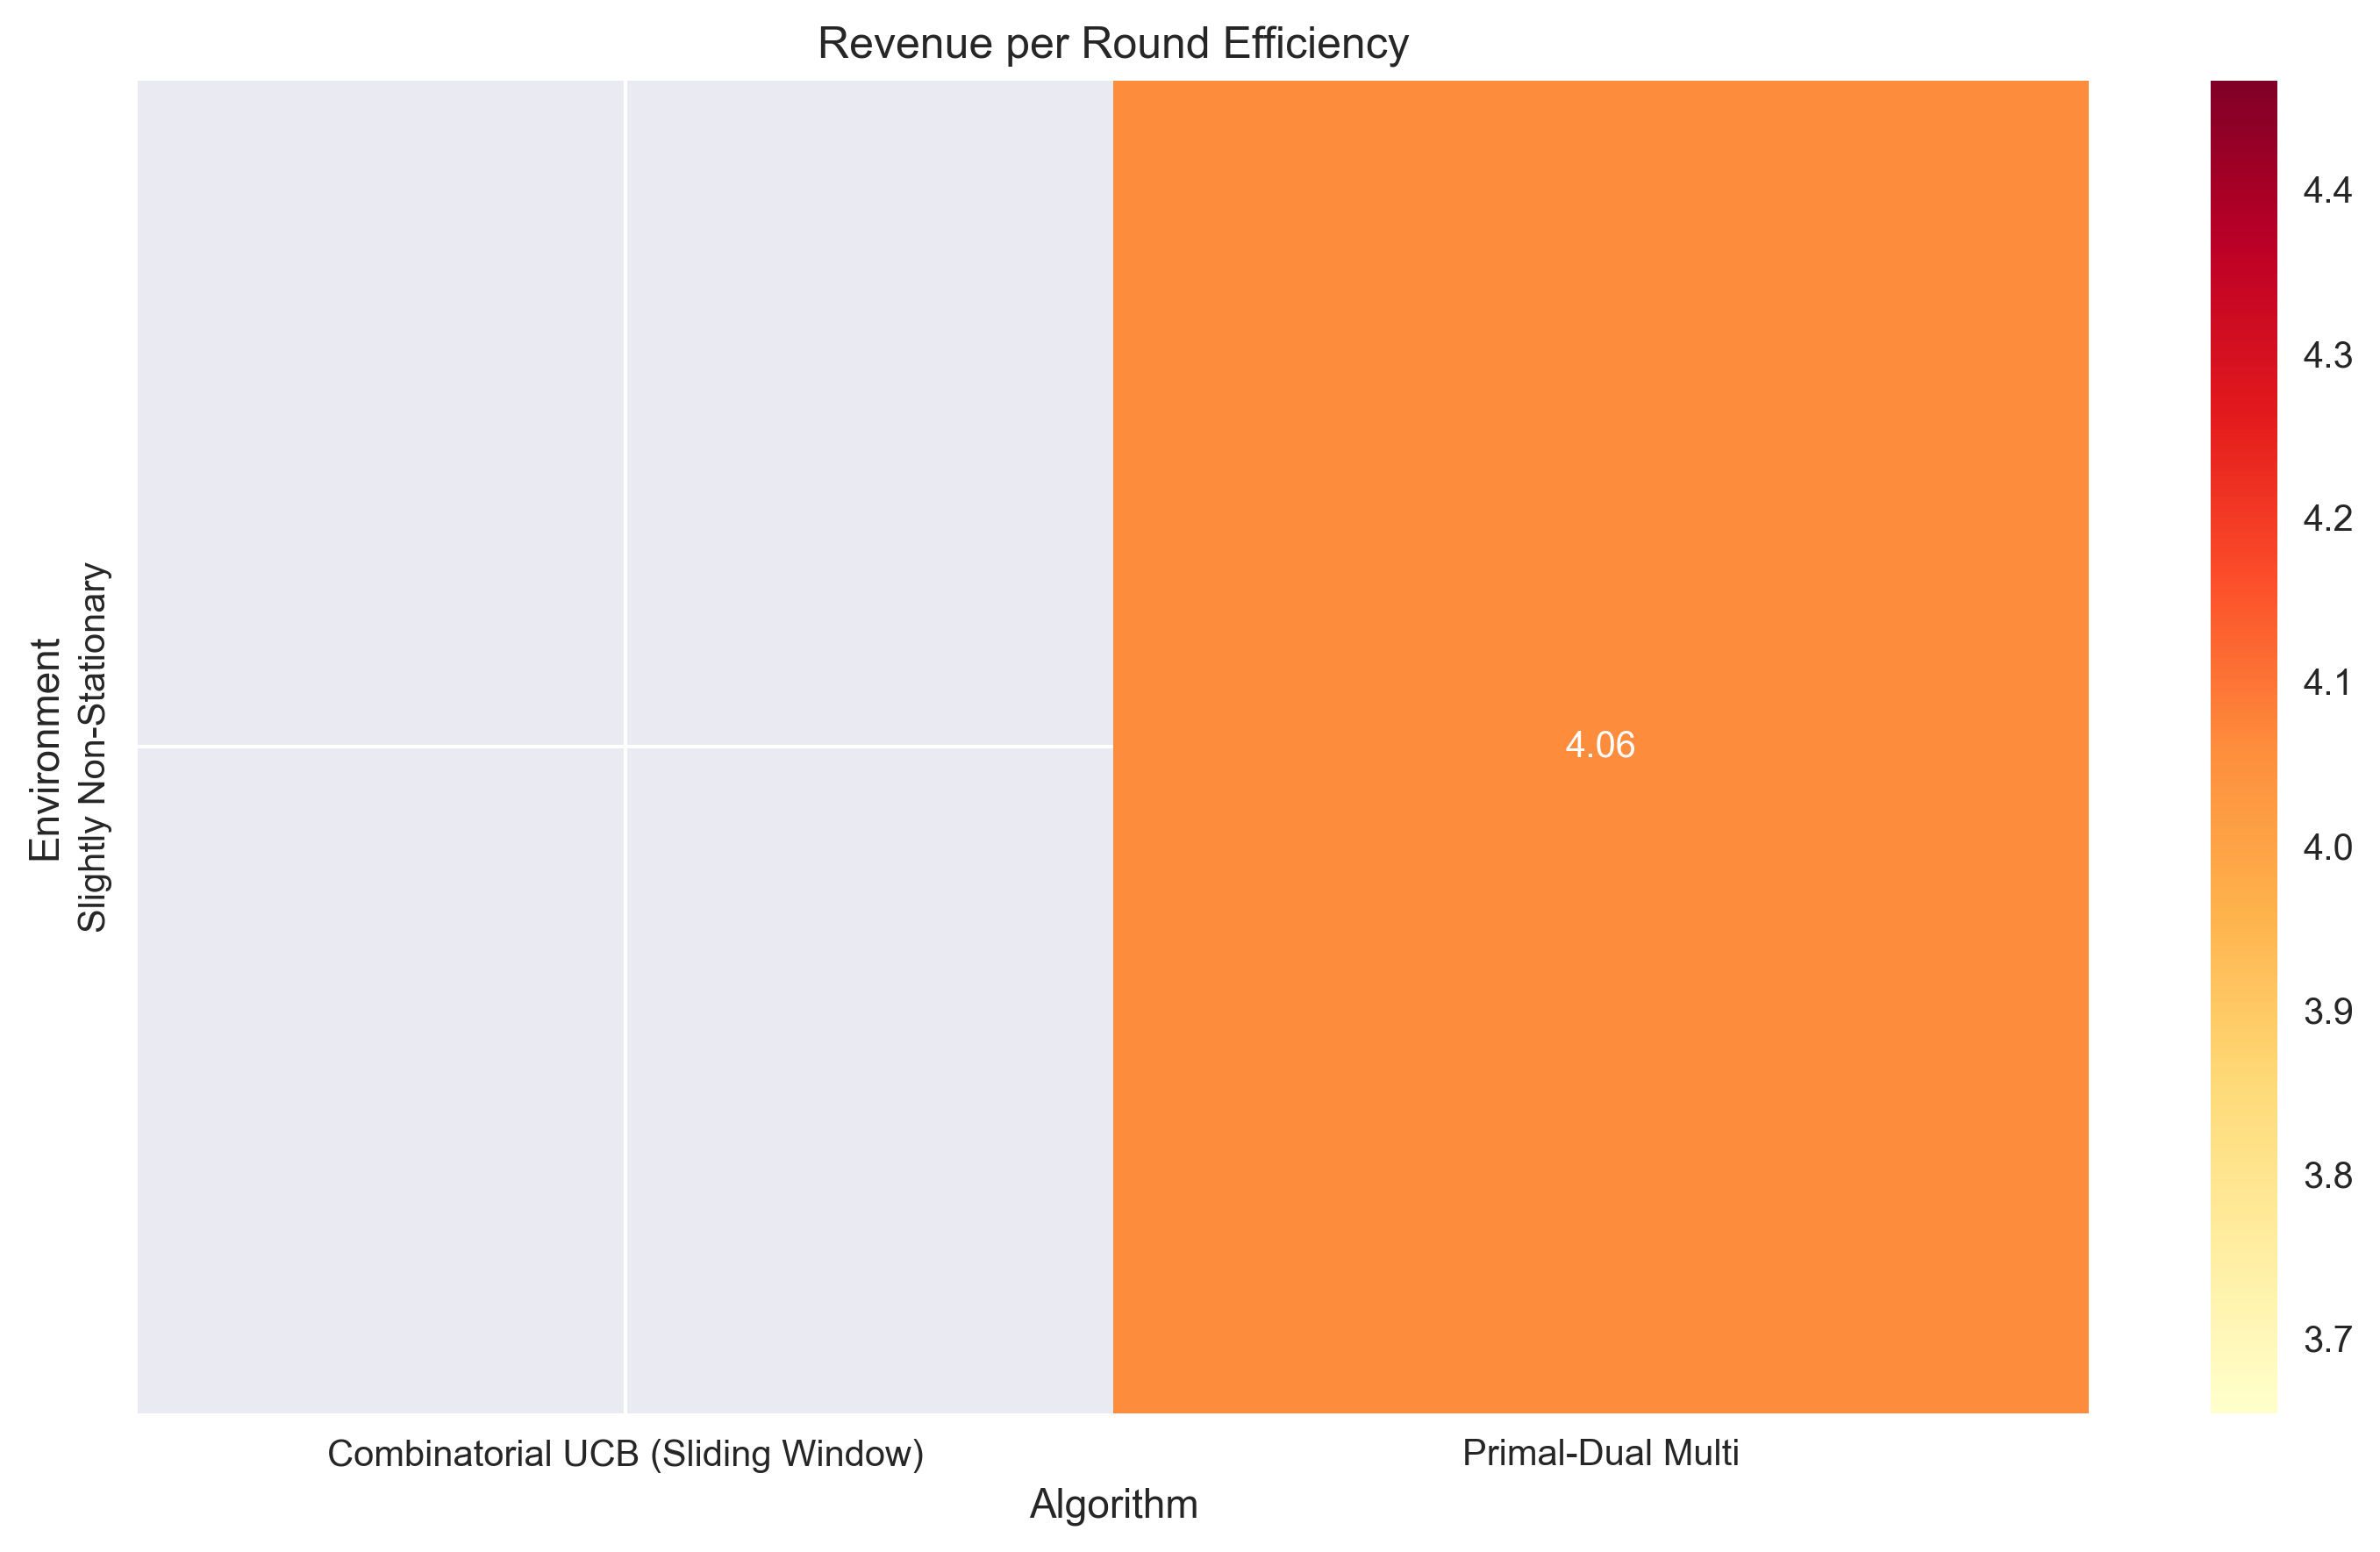 Revenue per Round Efficiency
Environment
Slightly Non-Stationary
4.06
4.4
4.3
4.2
4.1
4.0
3.9
3.8
3.7
Combinatorial UCB (Sliding Window)
Primal-Dual Multi
Algorithm